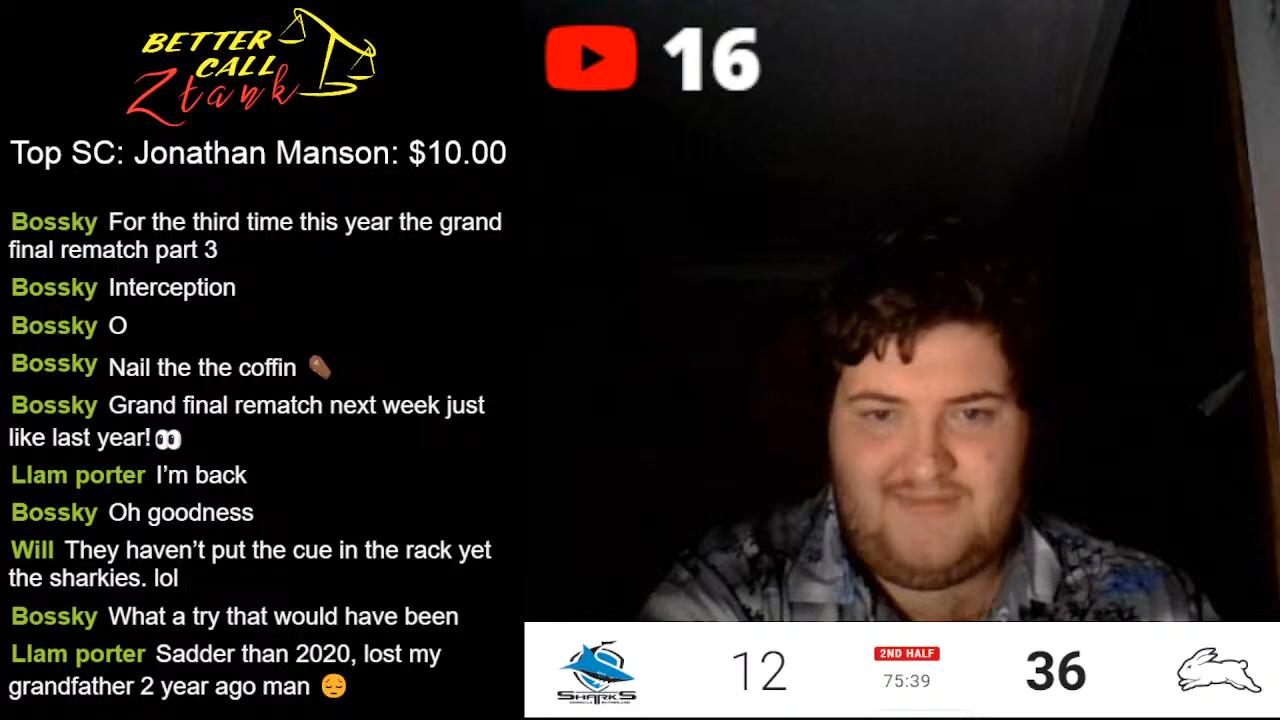 BETTER
CALL
Ztank
16
Top SC: Jonathan Manson: $10.00
Bossky For the third time this year the grand
final rematch part 3
Bossky Interception
Bossky O
Bossky Nail the the coffin ⚰️
Bossky Grand final rematch next week just
like last year!👀
Llam porter I'm back
Bossky Oh goodness
Will They haven't put the cue in the rack yet
the sharkies. lol
Bossky What a try that would have been
Llam porter Sadder than 2020, lost my
grandfather 2 year ago man 😔
SHARKS
12
2ND HALF
75:39
36